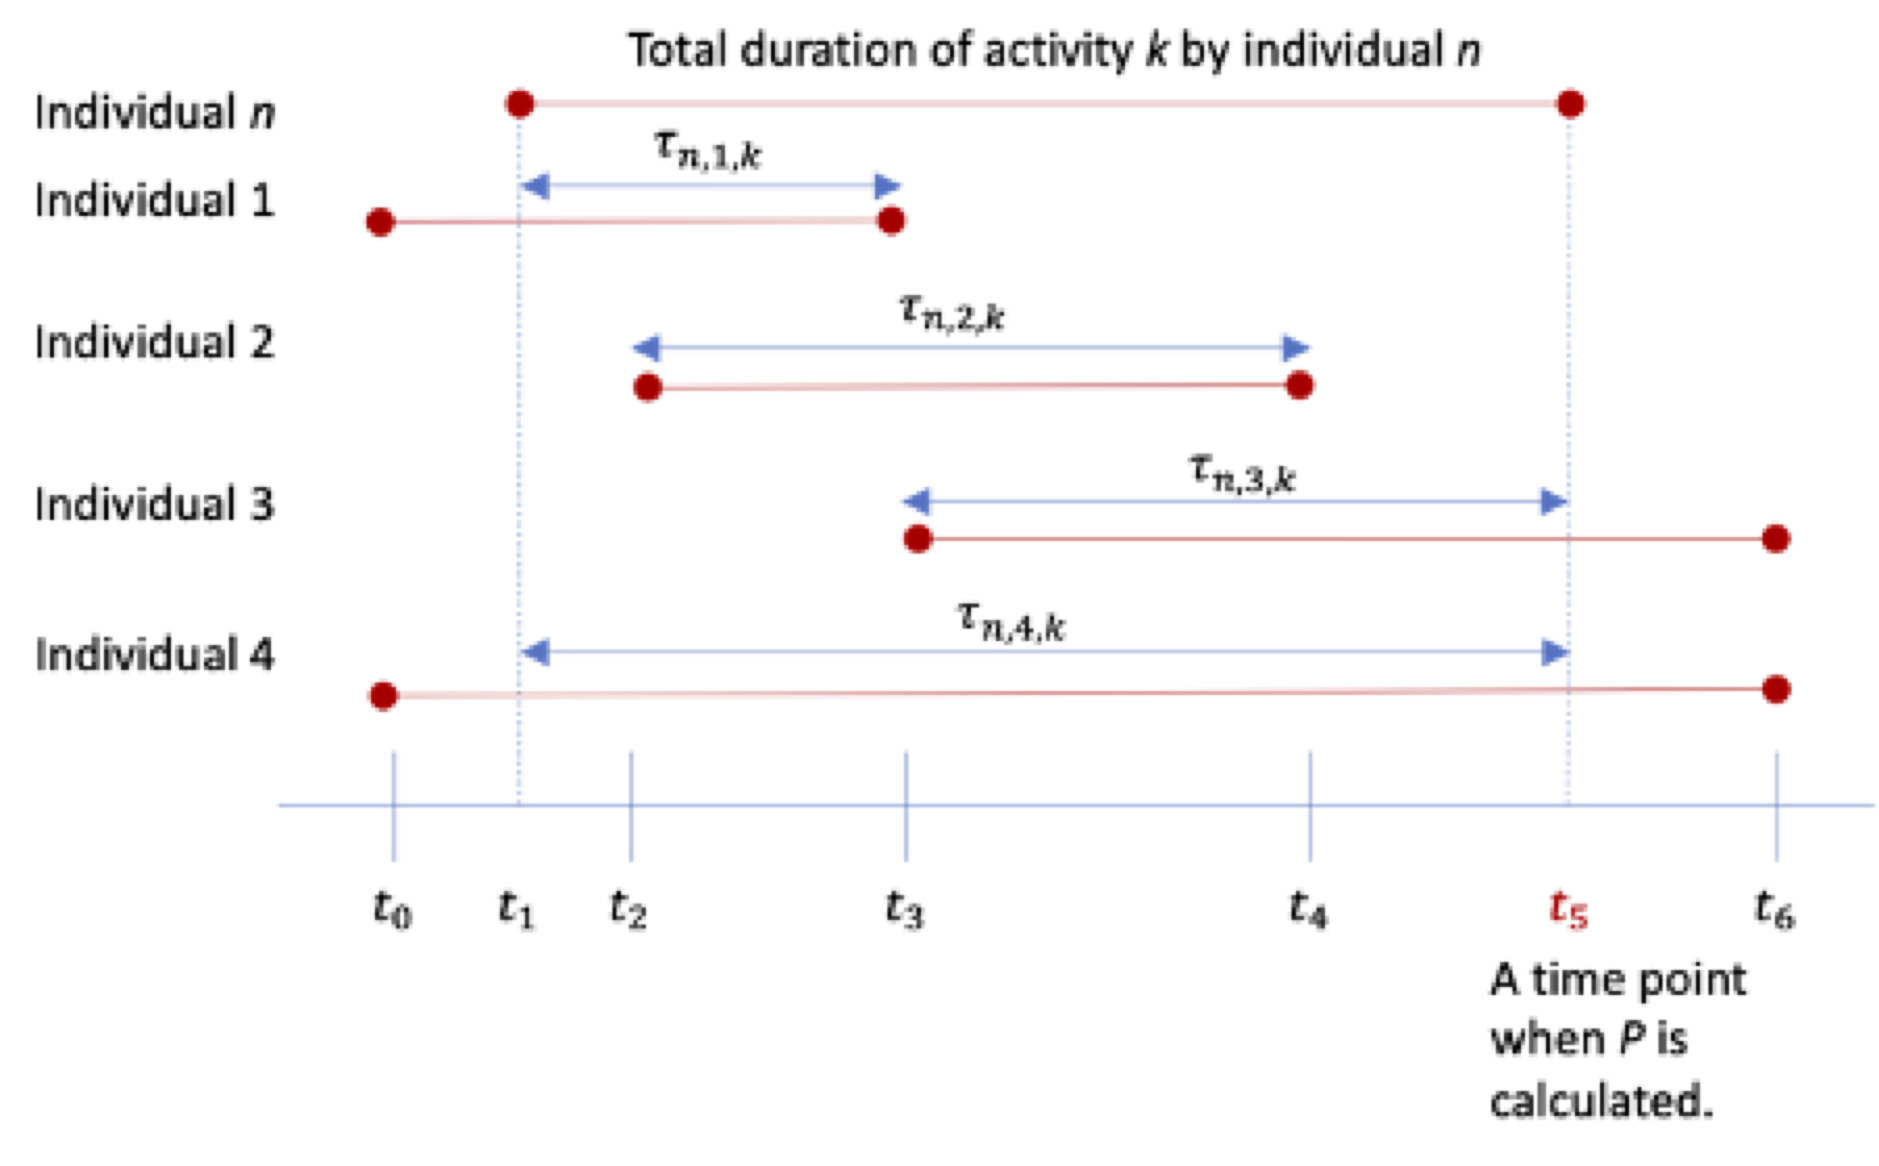 Total duration of activity k by individual n
Individual n
τn,1,k
Individual 1
τn,2,k
Individual 2
τn,3,k
Individual 3
τn,4,k
Individual 4
t0 t1 t2 t3 t4 t5 t6
A time point
when P is
calculated.